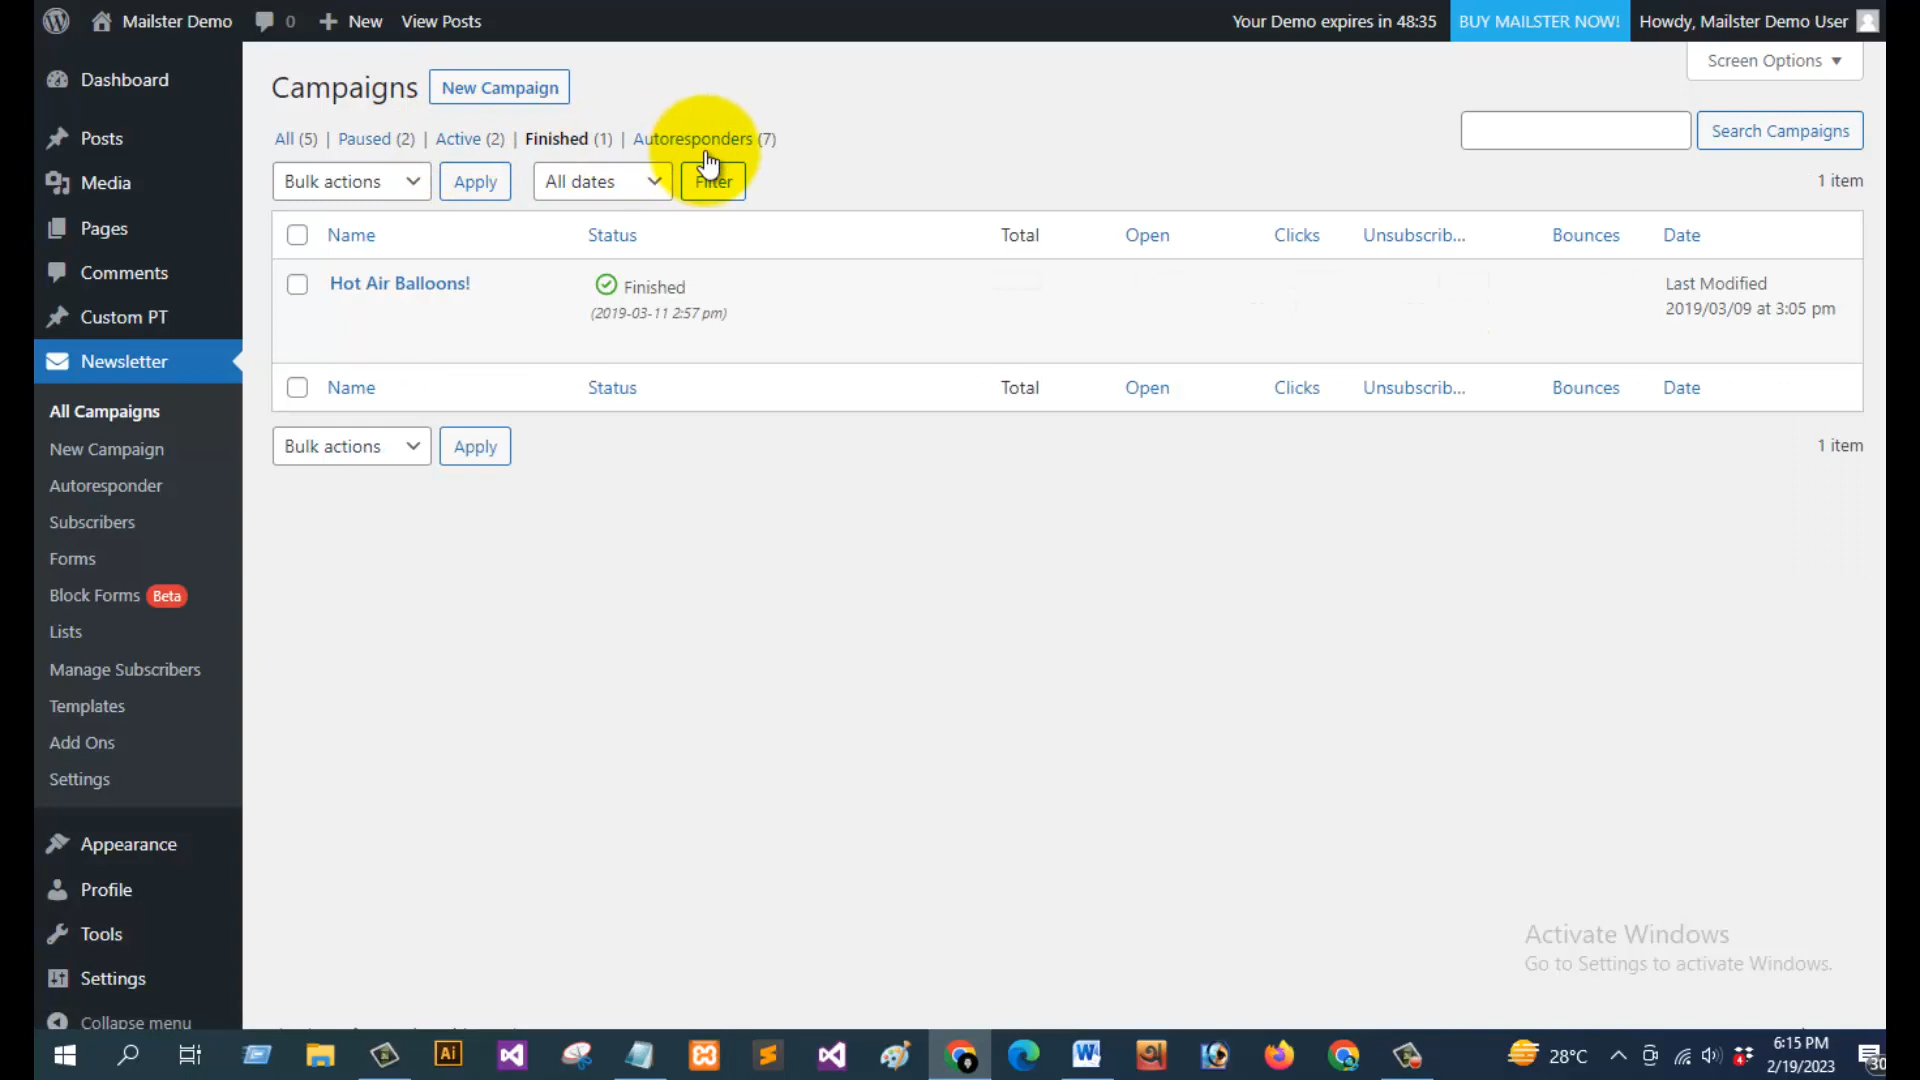 Mailster Demo 0 New View Posts Your Demo expires in 48:35 BUY MAILSTER NOW! Howdy, Mailster Demo User
Screen Options
Dashboard
Posts
Media
Pages
Comments
Custom PT
Newsletter
All Campaigns
New Campaign
Autoresponder
Subscribers
Forms
Block Forms Beta
Lists
Manage Subscribers
Templates
Add Ons
Settings
Appearance
Profile
Tools
Settings
Collapse menu
Campaigns New Campaign
All (5) | Paused (2) | Active (2) | Finished (1) | Autoresponders (7)
Search Campaigns
Bulk actions Apply All dates Filter 1 item
Name Status Total Open Clicks Unsubscrib... Bounces Date
Hot Air Balloons! Finished Last Modified
(2019-03-11 2:57 pm) 2019/03/09 at 3:05 pm
Name Status Total Open Clicks Unsubscrib... Bounces Date
Bulk actions Apply 1 item
Activate Windows
Go to Settings to activate Windows.
28°C 6:15 PM
2/19/2023
30